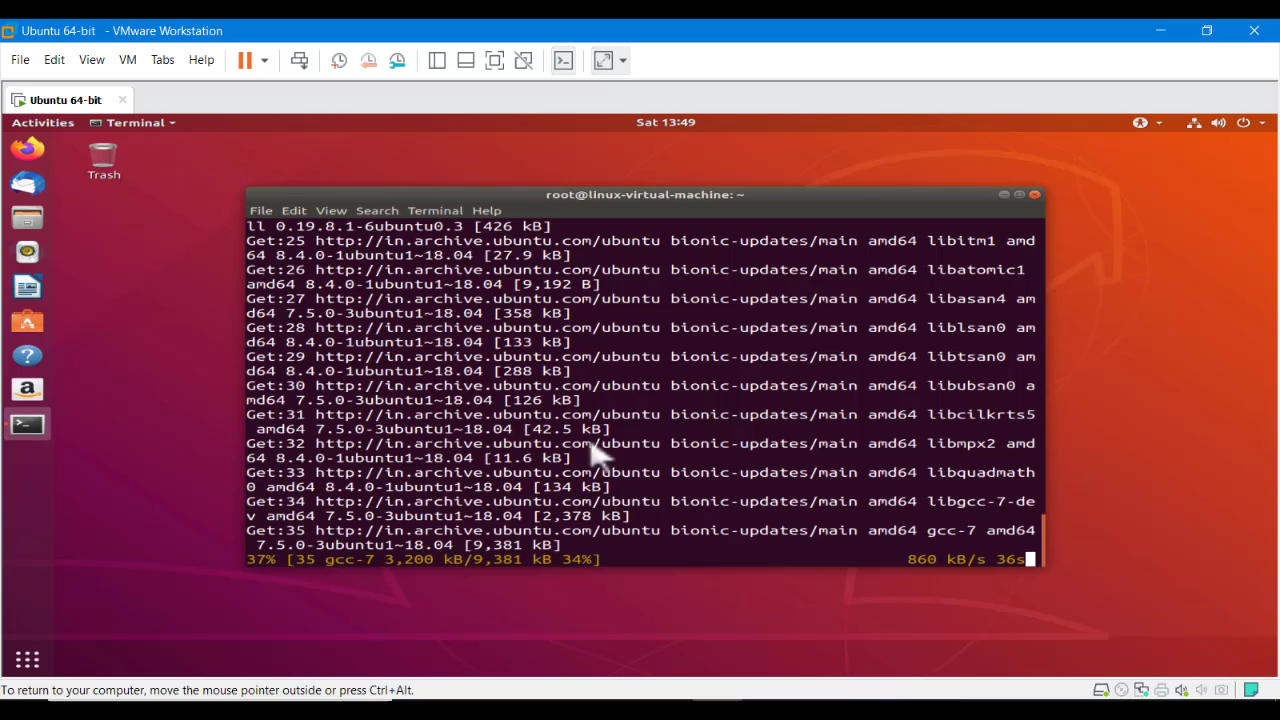 Ubuntu 64-bit - VMware Workstation
File Edit View VM Tabs Help
Ubuntu 64-bit
Activities Terminal Sat 13:49
Trash
root@linux-virtual-machine: ~
File Edit View Search Terminal Help
ll 0.19.8.1-6ubuntu0.3 [426 kB]
Get:25 http://in.archive.ubuntu.com/ubuntu bionic-updates/main amd64 libitm1 amd
64 8.4.0-1ubuntu1~18.04 [27.9 kB]
Get:26 http://in.archive.ubuntu.com/ubuntu bionic-updates/main amd64 libatomic1
amd64 8.4.0-1ubuntu1~18.04 [9,192 B]
Get:27 http://in.archive.ubuntu.com/ubuntu bionic-updates/main amd64 libasan4 am
d64 7.5.0-3ubuntu1~18.04 [358 kB]
Get:28 http://in.archive.ubuntu.com/ubuntu bionic-updates/main amd64 liblsan0 am
d64 8.4.0-1ubuntu1~18.04 [133 kB]
Get:29 http://in.archive.ubuntu.com/ubuntu bionic-updates/main amd64 libtsan0 am
d64 8.4.0-1ubuntu1~18.04 [288 kB]
Get:30 http://in.archive.ubuntu.com/ubuntu bionic-updates/main amd64 libubsan0 a
md64 7.5.0-3ubuntu1~18.04 [126 kB]
Get:31 http://in.archive.ubuntu.com/ubuntu bionic-updates/main amd64 libcilkrts5
amd64 7.5.0-3ubuntu1~18.04 [42.5 kB]
Get:32 http://in.archive.ubuntu.com/ubuntu bionic-updates/main amd64 libmpx2 amd
64 8.4.0-1ubuntu1~18.04 [11.6 kB]
Get:33 http://in.archive.ubuntu.com/ubuntu bionic-updates/main amd64 libquadmath
0 amd64 8.4.0-1ubuntu1~18.04 [134 kB]
Get:34 http://in.archive.ubuntu.com/ubuntu bionic-updates/main amd64 libgcc-7-de
v amd64 7.5.0-3ubuntu1~18.04 [2,378 kB]
Get:35 http://in.archive.ubuntu.com/ubuntu bionic-updates/main amd64 gcc-7 amd64
7.5.0-3ubuntu1~18.04 [9,381 kB]
37% [35 gcc-7 3,200 kB/9,381 kB 34%] 860 kB/s 36s
To return to your computer, move the mouse pointer outside or press Ctrl+Alt.